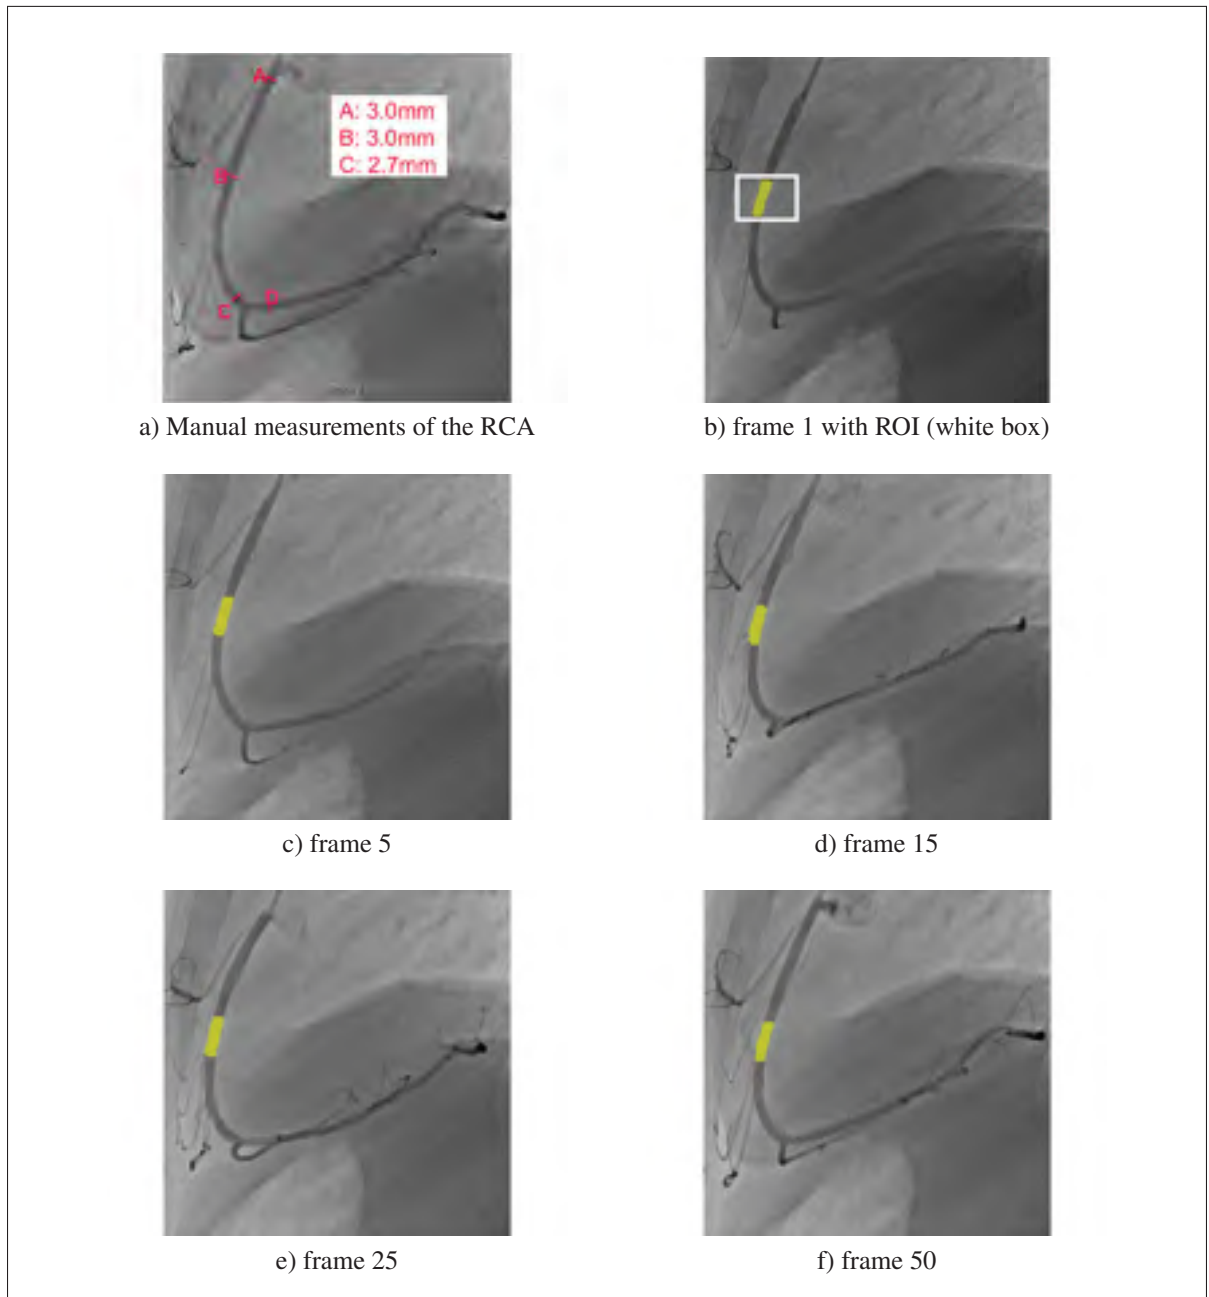 A
A: 3.0mm
B: 3.0mm
C: 2.7mm
B
D
a) Manual measurements of the RCA
b) frame 1 with ROI (white box)
c) frame 5
d) frame 15
e) frame 25
f) frame 50